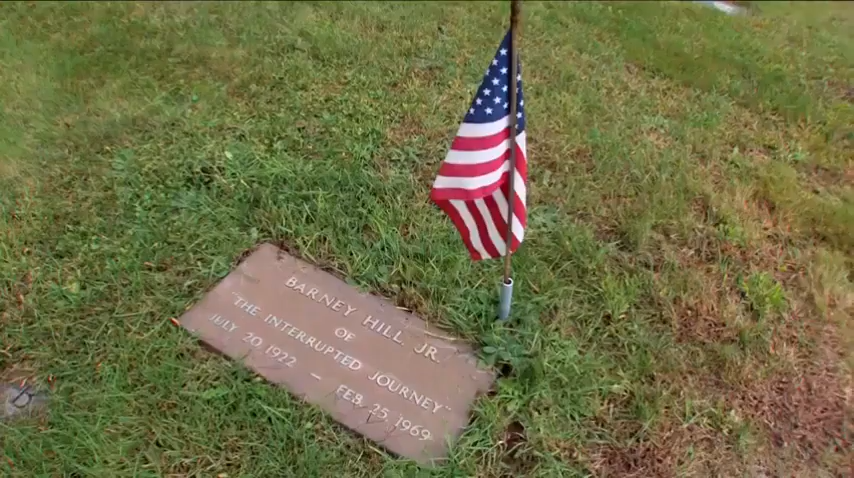 BARNEY HILL, JR.
OF
"THE INTERRUPTED JOURNEY"
JULY 20 1922 – FEB 25 1969